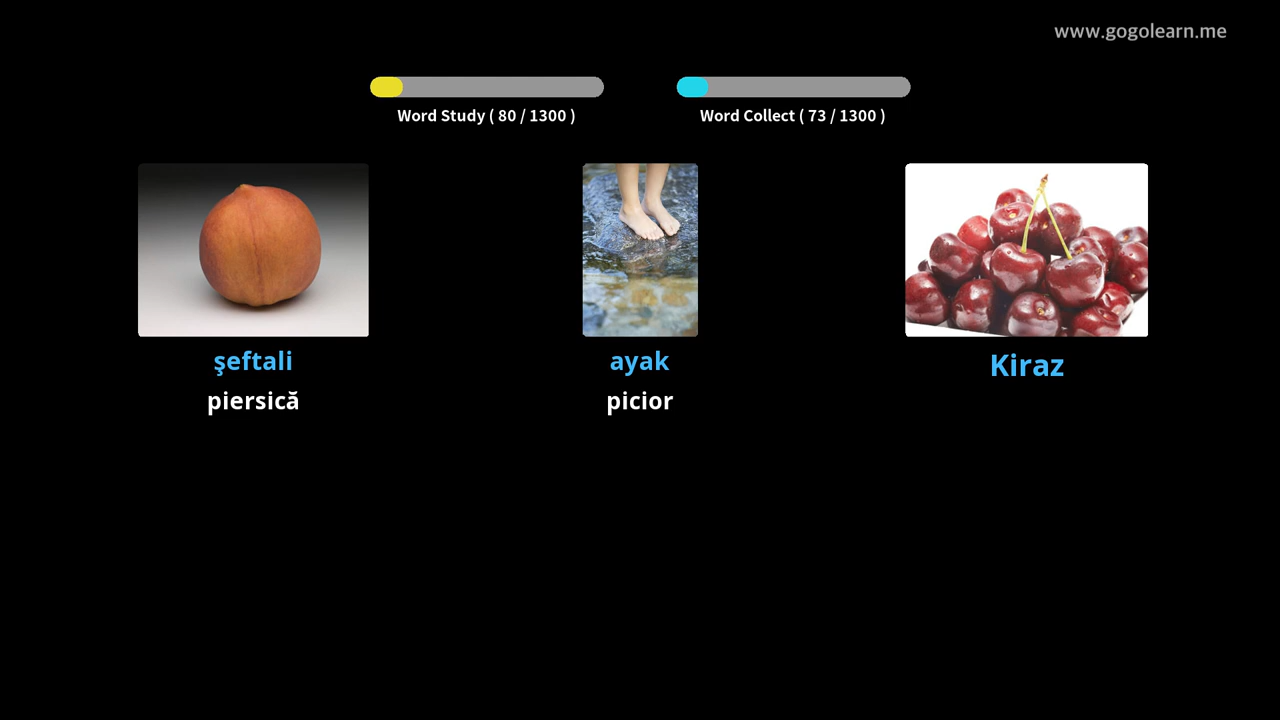 www.gogolearn.me
Word Study ( 80 / 1300 )
Word Collect ( 73 / 1300 )
şeftali
piersică
ayak
picior
Kiraz